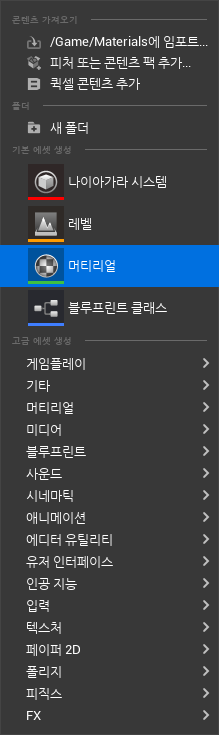 콘텐츠 가져오기
/Game/Materials에 임포트...
피처 또는 콘텐츠 팩 추가...
퀵셀 콘텐츠 추가
폴더
새 폴더
기본 에셋 생성
나이아가라 시스템
레벨
머티리얼
블루프린트 클래스
고급 에셋 생성
게임플레이
기타
머티리얼
미디어
블루프린트
사운드
시네마틱
애니메이션
에디터 유틸리티
유저 인터페이스
인공 지능
입력
텍스처
페이퍼 2D
폴리지
피직스
FX